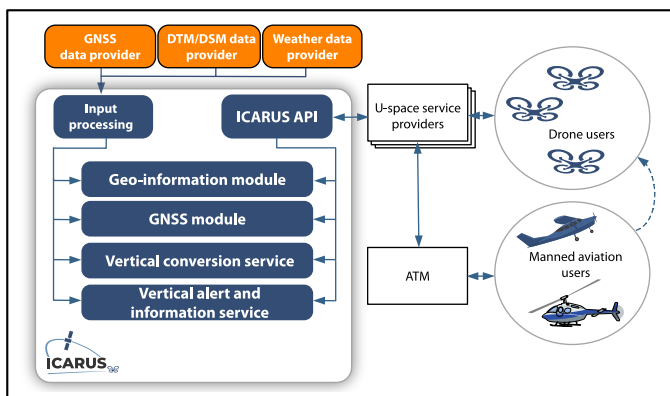 GNSS
data provider
DTM/DSM data
provider
Weather data
provider
Input
processing
ICARUS API
U-space service
providers
Drone users
Geo-information module
GNSS module
Vertical conversion service
Vertical alert and
information service
ATM
Manned aviation
users
ICARUS